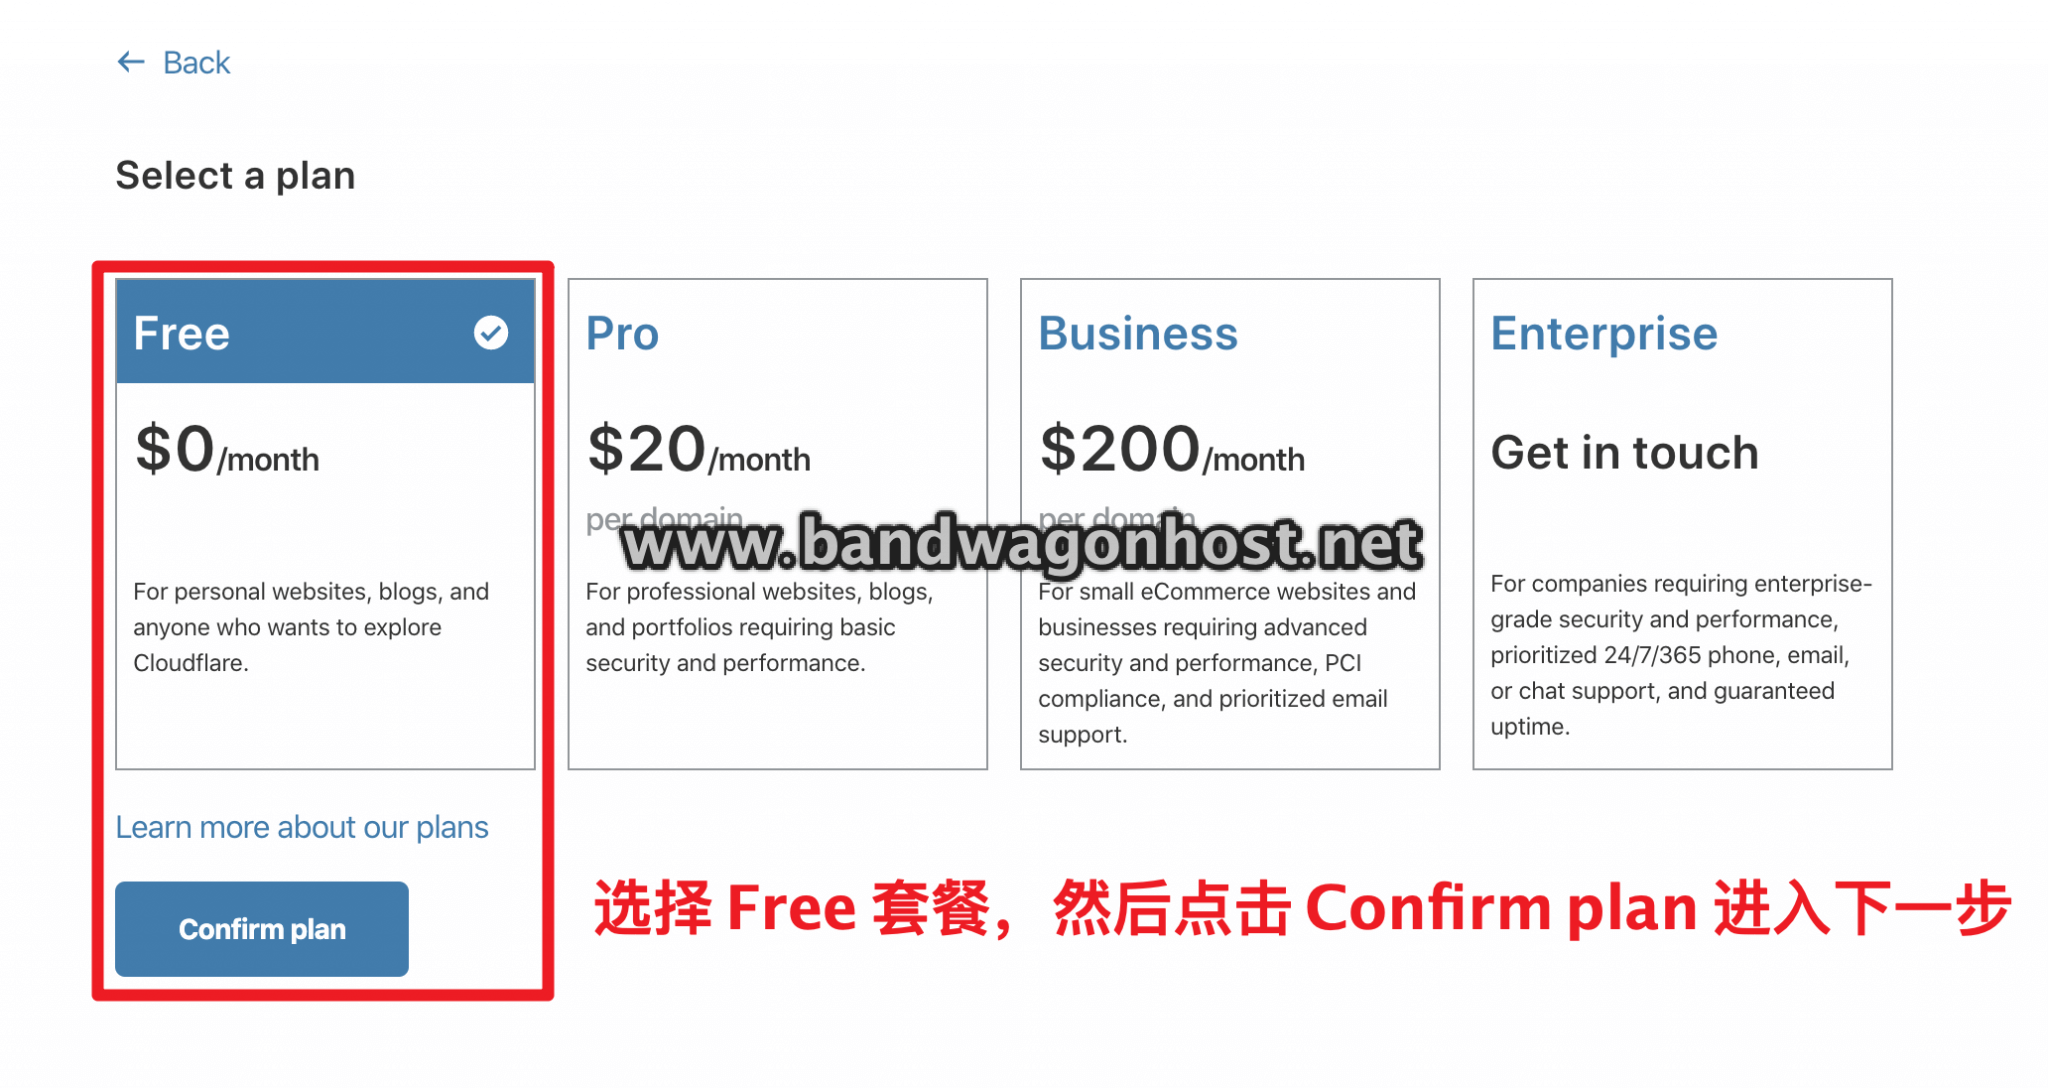 ← Back
Select a plan
Free
$0/month
For personal websites, blogs, and
anyone who wants to explore
Cloudflare.
Pro
$20/month
per domain
For professional websites, blogs,
and portfolios requiring basic
security and performance.
Business
$200/month
per domain
For small eCommerce websites and
businesses requiring advanced
security and performance, PCI
compliance, and prioritized email
support.
Enterprise
Get in touch
For companies requiring enterprise-
grade security and performance,
prioritized 24/7/365 phone, email,
or chat support, and guaranteed
uptime.
www.bandwagonhost.net
Learn more about our plans
Confirm plan
选择 Free 套餐，然后点击 Confirm plan 进入下一步